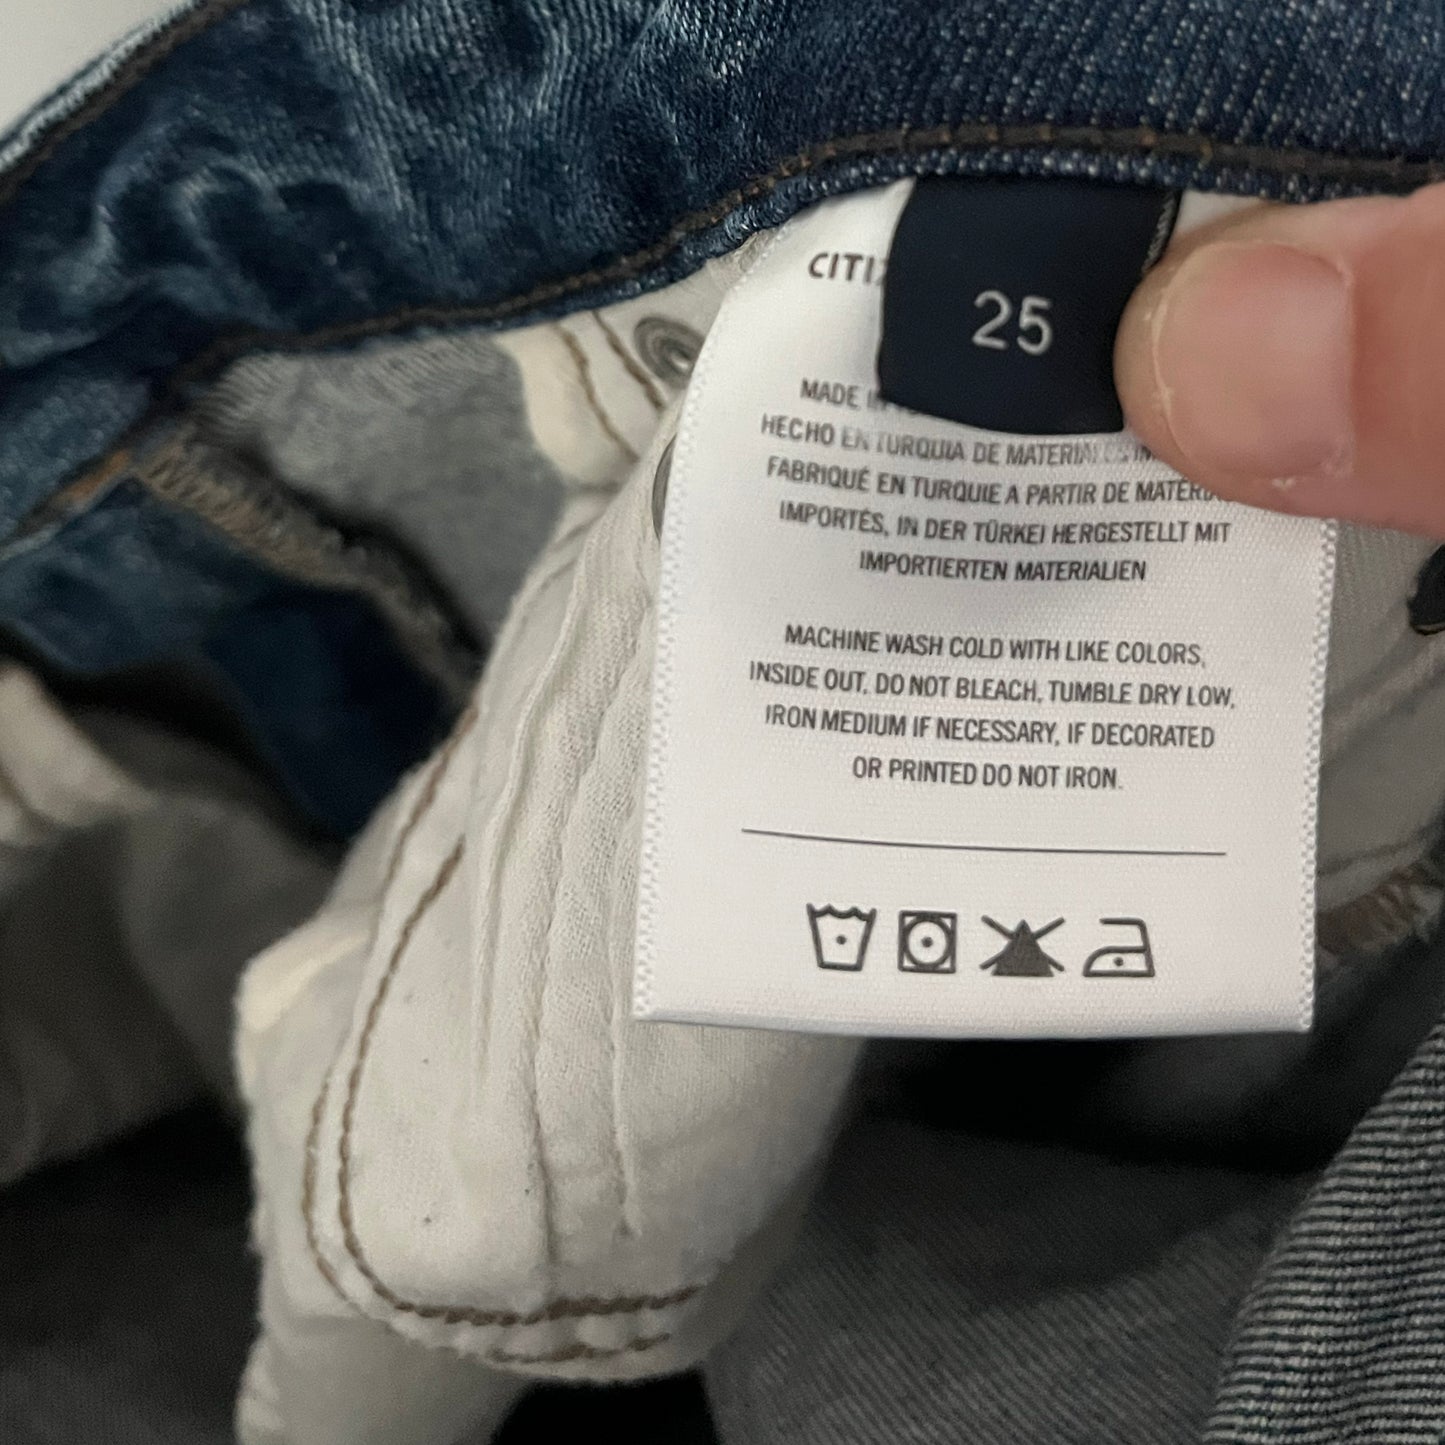 CITI
25
MADE
HECHO EN TURQUIA DE MATERIALES
FABRIQUÉ EN TURQUIE A PARTIR DE
IMPORTÉS, IN DER TÜRKEI HERGESTELLT MIT
IMPORTIERTEN MATERIALIEN
MACHINE WASH COLD WITH LIKE COLORS,
INSIDE OUT, DO NOT BLEACH, TUMBLE DRY LOW,
IRON MEDIUM IF NECESSARY, IF DECORATED
OR PRINTED DO NOT IRON.